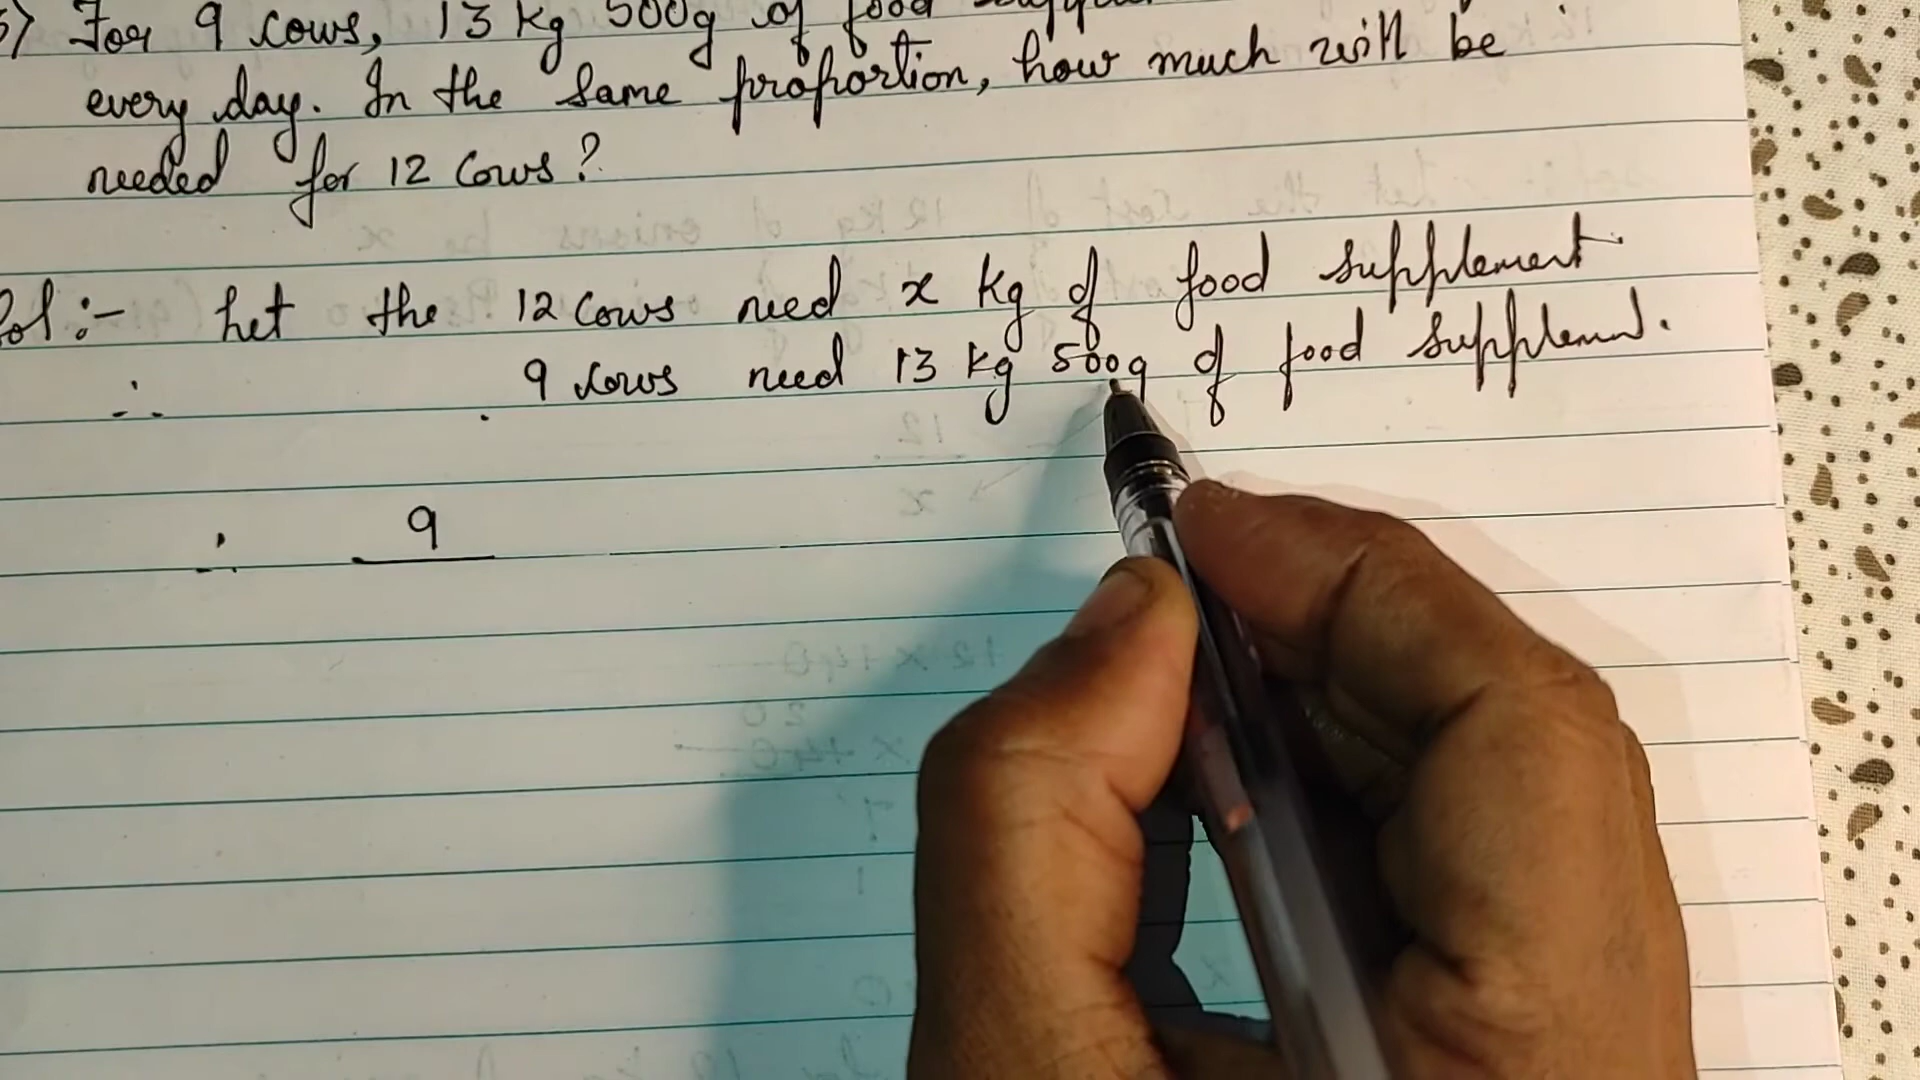 5) For 9 cows, 13 kg 500g of food
every day. In the same proportion, how much will be
needed for 12 Cows?
Sol :- Let the 12 Cows need x kg of food supplement.
9 cows need 13 kg 500g of food supplement.
∴
∴ 9